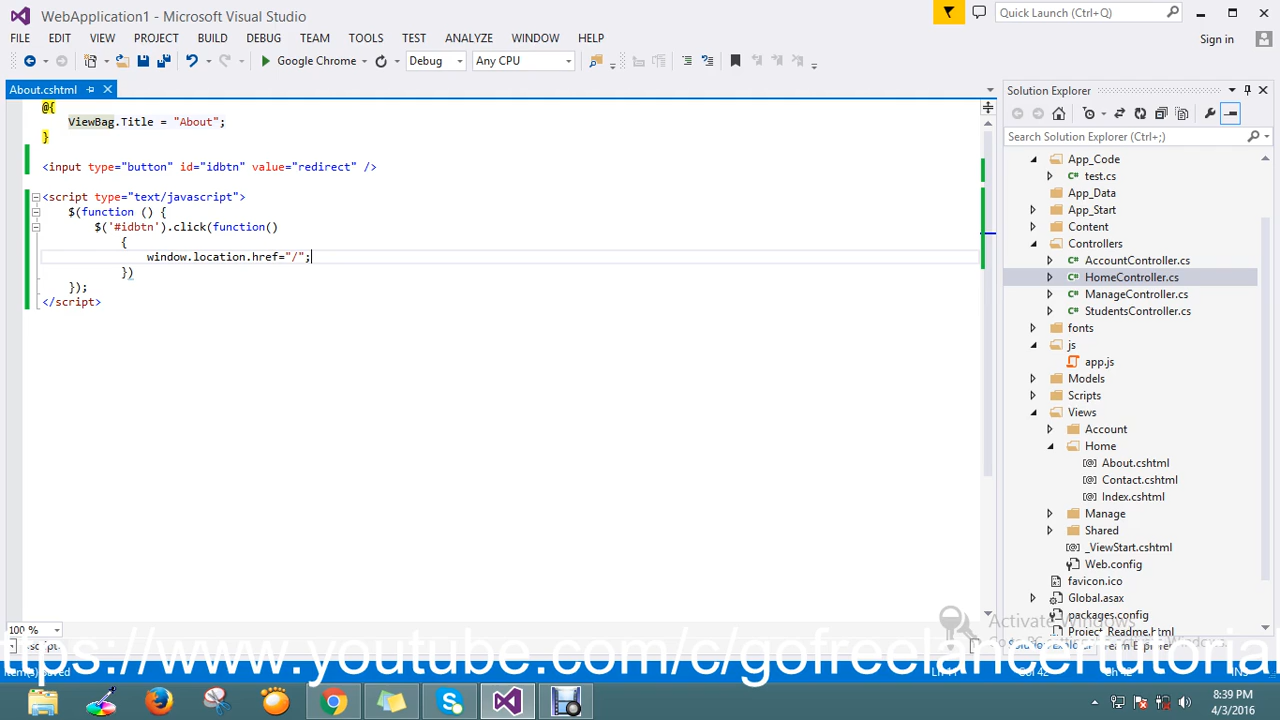 WebApplication1 - Microsoft Visual Studio
Quick Launch (Ctrl+Q)
FILE EDIT VIEW PROJECT BUILD DEBUG TEAM TOOLS TEST ANALYZE WINDOW HELP
Sign in
Google Chrome Debug Any CPU
About.cshtml
@{
ViewBag.Title = "About";
}
<input type="button" id="idbtn" value="redirect" />
<script type="text/javascript">
$(function () {
$('#idbtn').click(function()
{
window.location.href="/";
})
});
</script>
100 %
Solution Explorer
Search Solution Explorer (Ctrl+;)
App_Code
test.cs
App_Data
App_Start
Content
Controllers
AccountController.cs
HomeController.cs
ManageController.cs
StudentsController.cs
fonts
js
app.js
Models
Scripts
Views
Account
Home
About.cshtml
Contact.cshtml
Index.cshtml
Manage
Shared
_ViewStart.cshtml
Web.config
favicon.ico
Global.asax
packages.config
Project_Readme.html
Activate Windows
ttps://www.youtube.com/c/gofreelancertutorial
8:39 PM
4/3/2016